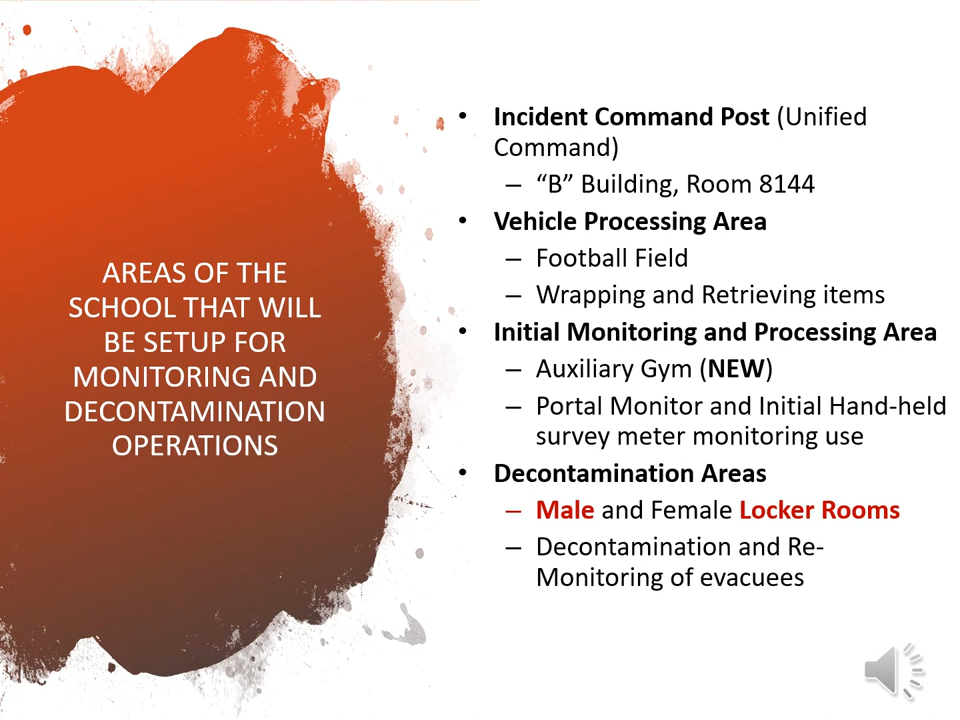 AREAS OF THE
SCHOOL THAT WILL
BE SETUP FOR
MONITORING AND
DECONTAMINATION
OPERATIONS
• Incident Command Post (Unified
Command)
– “B” Building, Room 8144
• Vehicle Processing Area
– Football Field
– Wrapping and Retrieving items
• Initial Monitoring and Processing Area
– Auxiliary Gym (NEW)
– Portal Monitor and Initial Hand-held
survey meter monitoring use
• Decontamination Areas
– Male and Female Locker Rooms
– Decontamination and Re-
Monitoring of evacuees